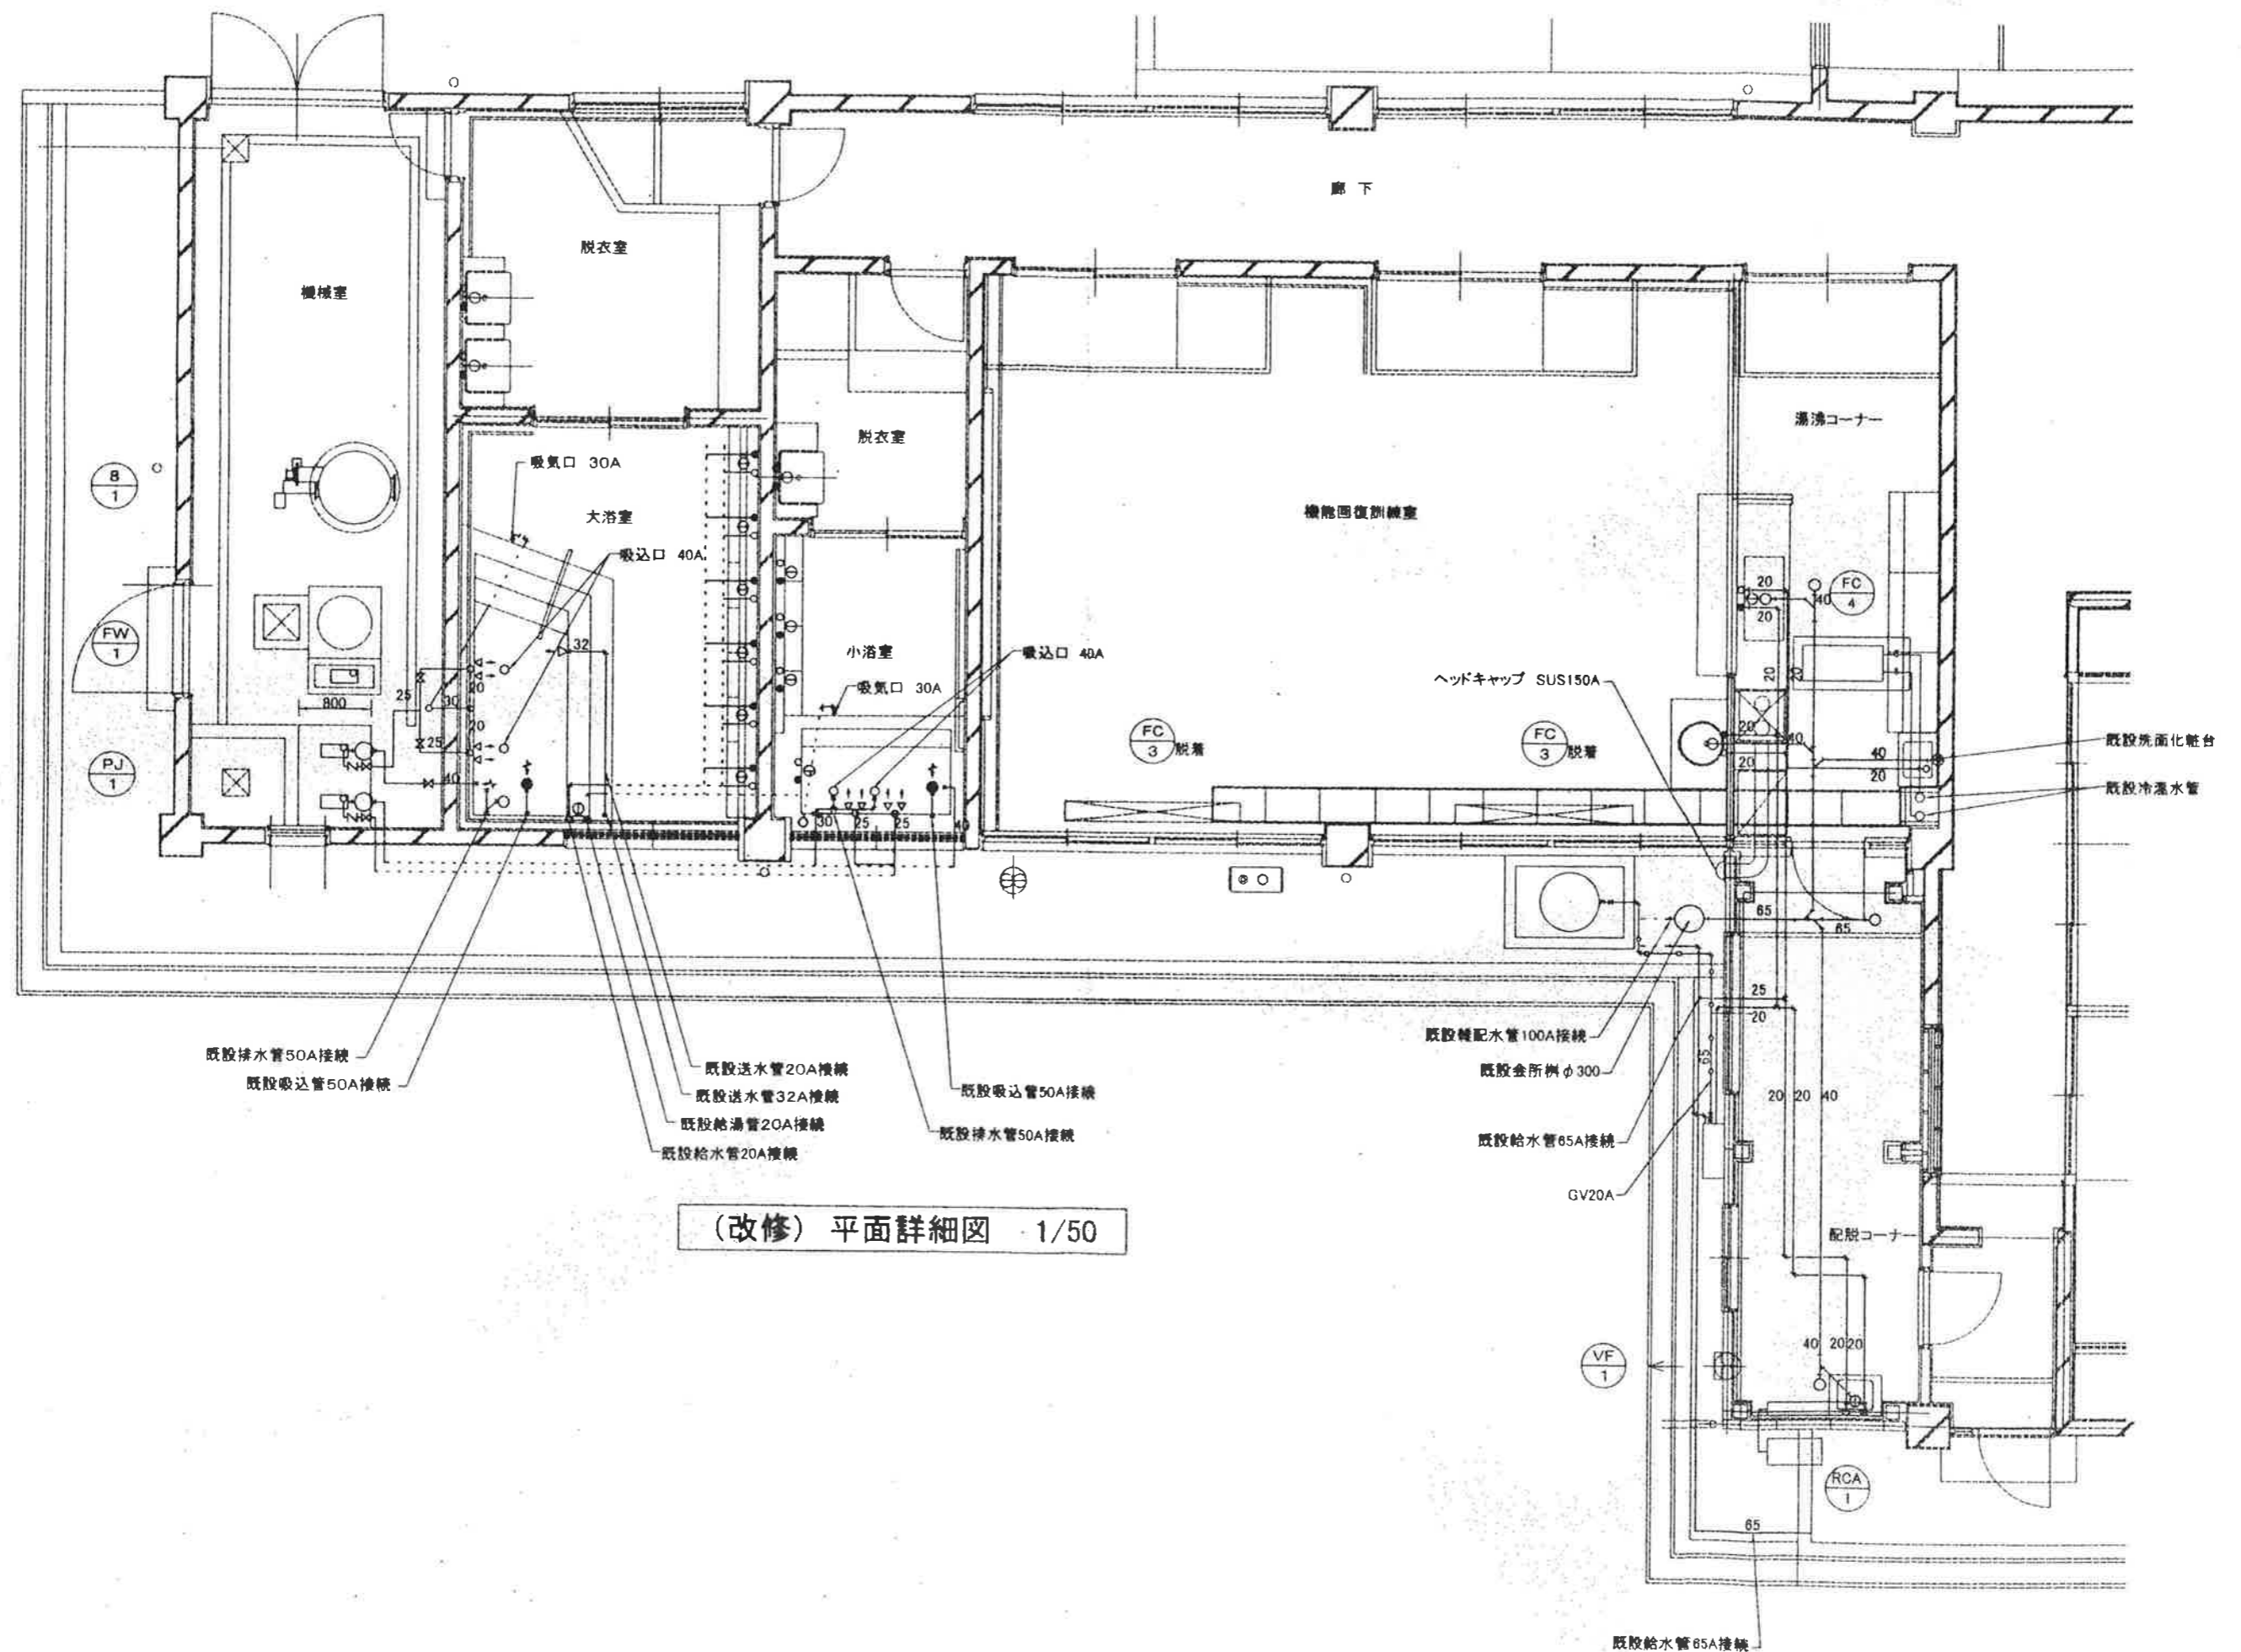 廊 下
脱衣室
機械室
湯沸コーナー
脱衣室
吸気口 30A
B
1
大浴室
機能回復訓練室
吸込口 40A
20
FC
4
40
20
FW
1
32
小浴室
吸込口 40A
20
20
ヘッドキャップ SUS150A
吸気口 30A
25
20
30
800
20
20
40
FC
3
脱着
FC
3
脱着
25
40
既設洗面化粧台
PJ
1
20
20
40
既設冷温水管
30
25
25
40
65
65
25
20
既設雑配水管100A接続
既設排水管50A接続
既設送水管20A接続
65
既設会所桝φ300
既設吸込管50A接続
既設吸込管50A接続
既設送水管32A接続
20
20
40
既設給湯管20A接続
既設排水管50A接続
既設給水管65A接続
既設給水管20A接続
GV20A
(改修) 平面詳細図 1/50
配脱コーナー
40
20
20
VF
1
RCA
1
65
既設給水管65A接続